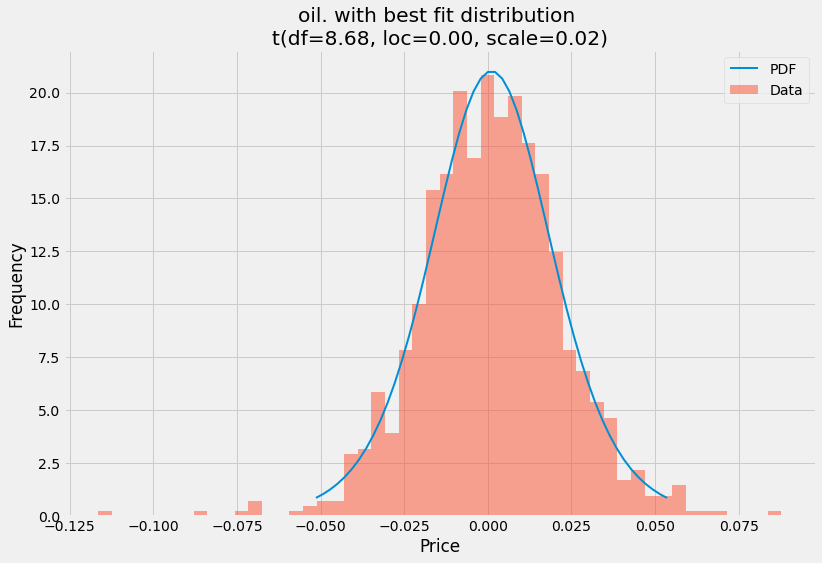 oil. with best fit distribution
t(df=8.68, loc=0.00, scale=0.02)
PDF
Data
Frequency
20.0
17.5
15.0
12.5
10.0
7.5
5.0
2.5
0.0
−0.125 −0.100 −0.075 −0.050 −0.025 0.000 0.025 0.050 0.075
Price